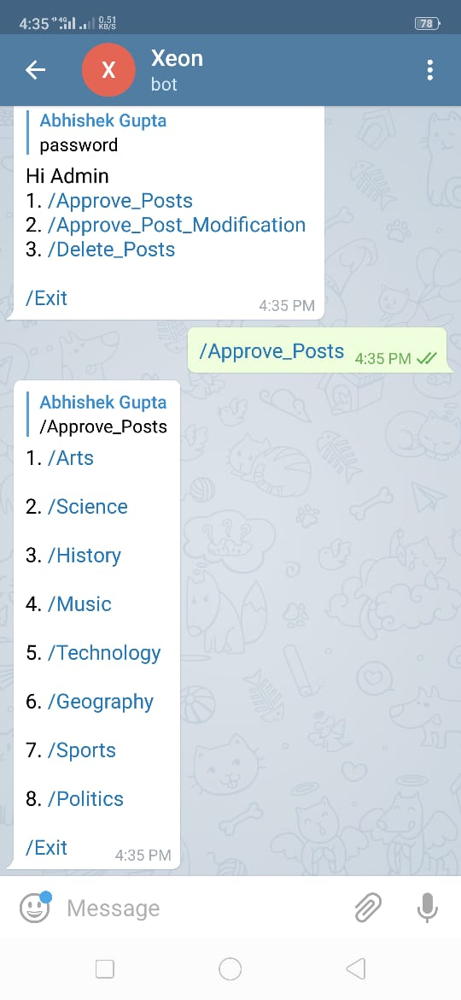 4:35 4G 0.51 KB/S 78
X Xeon
bot
Abhishek Gupta
password
Hi Admin
1. /Approve_Posts
2. /Approve_Post_Modification
3. /Delete_Posts
/Exit 4:35 PM
/Approve_Posts 4:35 PM
Abhishek Gupta
/Approve_Posts
1. /Arts
2. /Science
3. /History
4. /Music
5. /Technology
6. /Geography
7. /Sports
8. /Politics
/Exit 4:35 PM
Message